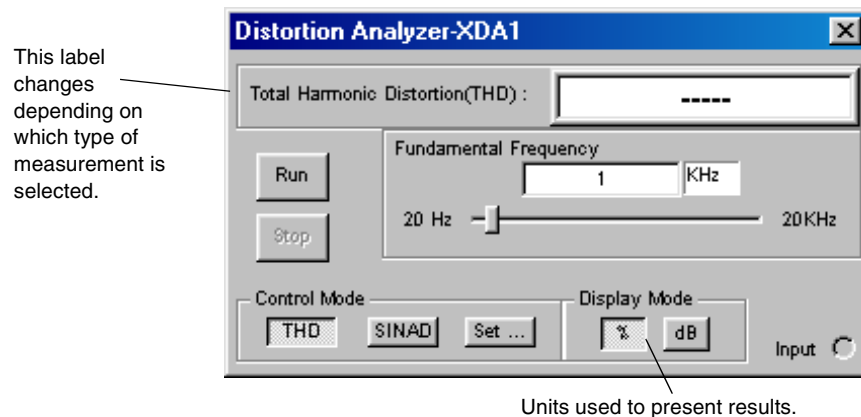 Distortion Analyzer-XDA1
This label
changes
depending on
which type of
measurement is
selected.
Total Harmonic Distortion(THD) :
-----
Run
Stop
Fundamental Frequency
1
KHz
20 Hz
20KHz
Control Mode
THD
SINAD
Set ...
Display Mode
%
dB
Input
Units used to present results.